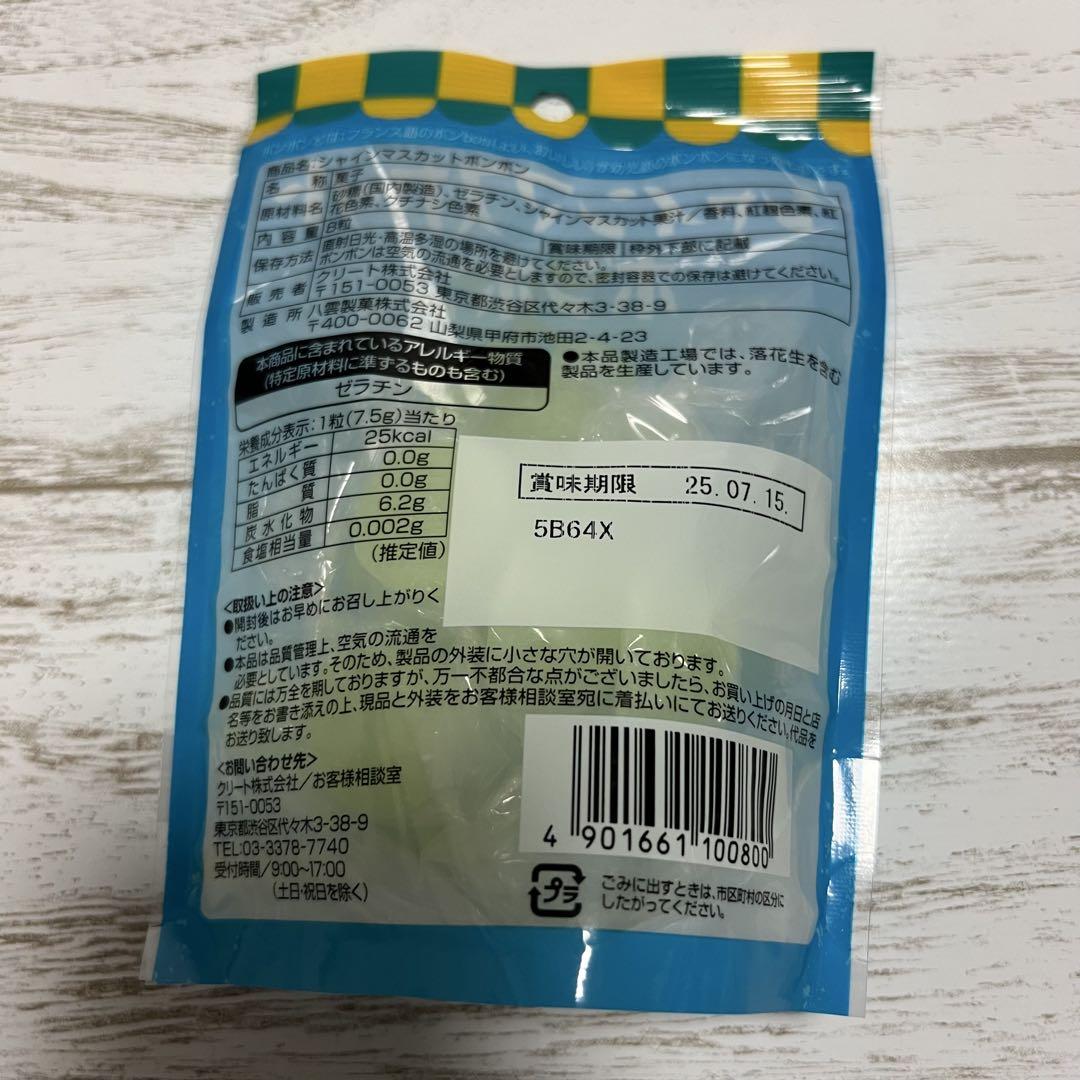 ボンボンとは:フランス語のボン
商品名:シャインマスカットボンボン
名 称 菓子
原材料名 砂糖(国内製造)、ゼラチン、シャインマスカット果汁/香料、紅麹色素、紅
花色素、クチナシ色素
内容量 8粒 賞味期限 枠外下部に記載
保存方法 直射日光・高温多湿の場所を避けてください。
ボンボンは空気の流通を必要としますので、密封容器での保存は避けてください。
販売者 クリート株式会社
〒151-0053 東京都渋谷区代々木3-38-9
製造所 八雲製菓株式会社
〒400-0062 山梨県甲府市池田2-4-23
本商品に含まれているアレルギー物質
(特定原材料に準ずるものも含む)
ゼラチン
●本品製造工場では、落花生を含む
製品を生産しています。
栄養成分表示:1粒(7.5g)当たり
エネルギー 25kcal
たんぱく質 0.0g
脂質 0.0g
炭水化物 6.2g
食塩相当量 0.002g
(推定値)
賞味期限 25.07.15.
5B64X
<取扱い上の注意>
●開封後はお早めにお召し上がりく
ださい。
●本品は品質管理上、空気の流通を
必要としています。そのため、製品の外装に小さな穴が開いております。
●品質には万全を期しておりますが、万一不都合な点がございましたら、お買い上げの月日と店
名等をお書き添えの上、現品と外装をお客様相談室宛に着払いにてお送りください。代品を
お送り致します。
<お問い合わせ先>
クリート株式会社/お客様相談室
〒151-0053
東京都渋谷区代々木3-38-9
TEL:03-3378-7740
受付時間/9:00~17:00
(土日・祝日を除く)
4 901661 100800
プラ
ごみに出すときは、市区町村の区分に
したがってください。